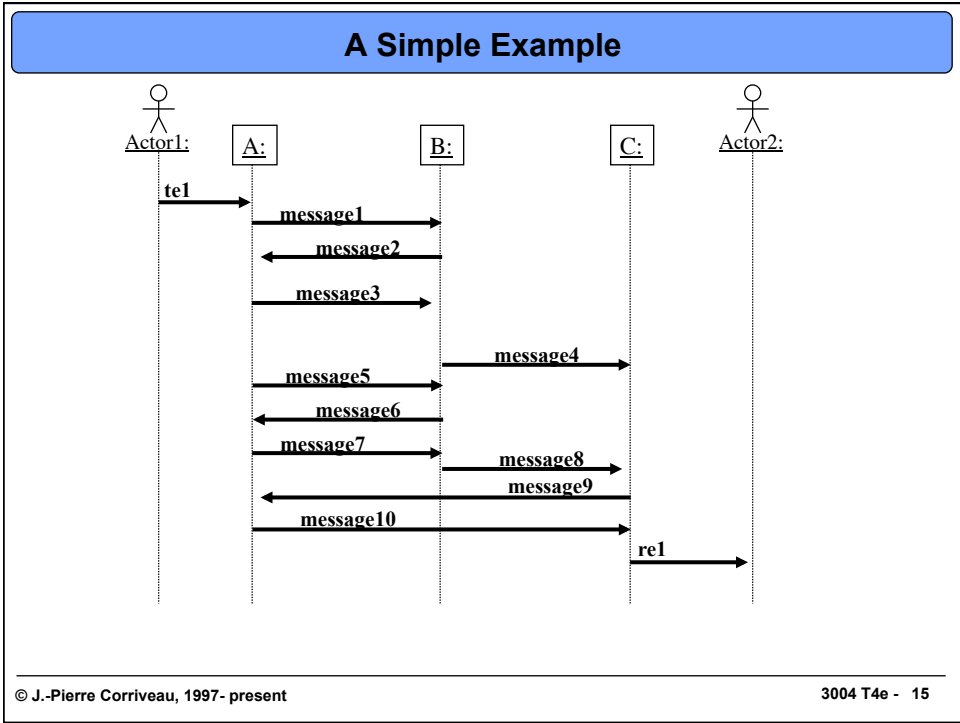 A Simple Example
Actor1:
A:
B:
C:
Actor2:
te1
message1
message2
message3
message4
message5
message6
message7
message8
message9
message10
re1
© J.-Pierre Corriveau, 1997- present
3004 T4e - 15